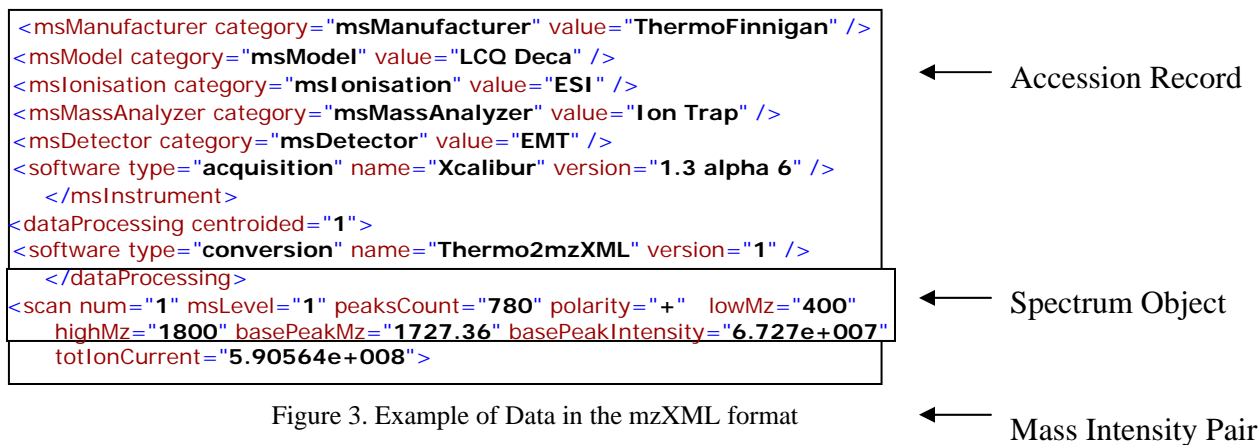 <msManufacturer category="msManufacturer" value="ThermoFinnigan" />
<msModel category="msModel" value="LCQ Deca" />
<msIonisation category="msIonisation" value="ESI" />
<msMassAnalyzer category="msMassAnalyzer" value="Ion Trap" />
<msDetector category="msDetector" value="EMT" />
<software type="acquisition" name="Xcalibur" version="1.3 alpha 6" />
</msInstrument>
<dataProcessing centroided="1">
<software type="conversion" name="Thermo2mzXML" version="1" />
</dataProcessing>
<scan num="1" msLevel="1" peaksCount="780" polarity="+" lowMz="400"
highMz="1800" basePeakMz="1727.36" basePeakIntensity="6.727e+007"
totIonCurrent="5.90564e+008">
Accession Record
Spectrum Object
Figure 3. Example of Data in the mzXML format
Mass Intensity Pair